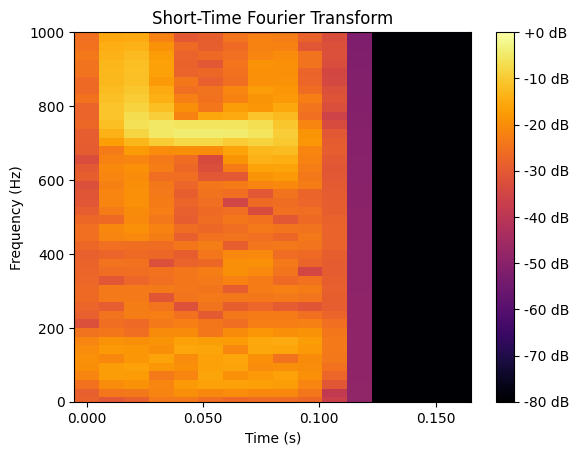 Short-Time Fourier Transform
Frequency (Hz)
1000
800
600
400
200
0
0.000
0.050
0.100
0.150
Time (s)
+0 dB
-10 dB
-20 dB
-30 dB
-40 dB
-50 dB
-60 dB
-70 dB
-80 dB